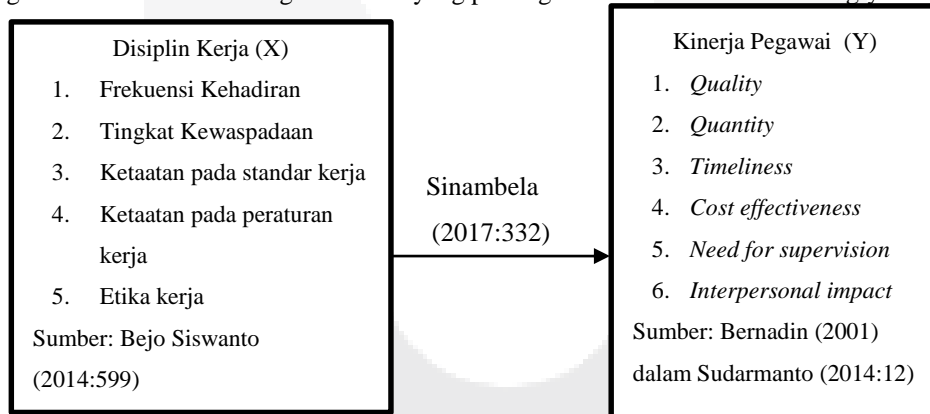 Disiplin Kerja (X)
1. Frekuensi Kehadiran
2. Tingkat Kewaspadaan
3. Ketaatan pada standar kerja
4. Ketaatan pada peraturan
kerja
5. Etika kerja
Sumber: Bejo Siswanto
(2014:599)
Sinambela
(2017:332)
Kinerja Pegawai (Y)
1. Quality
2. Quantity
3. Timeliness
4. Cost effectiveness
5. Need for supervision
6. Interpersonal impact
Sumber: Bernadin (2001)
dalam Sudarmanto (2014:12)